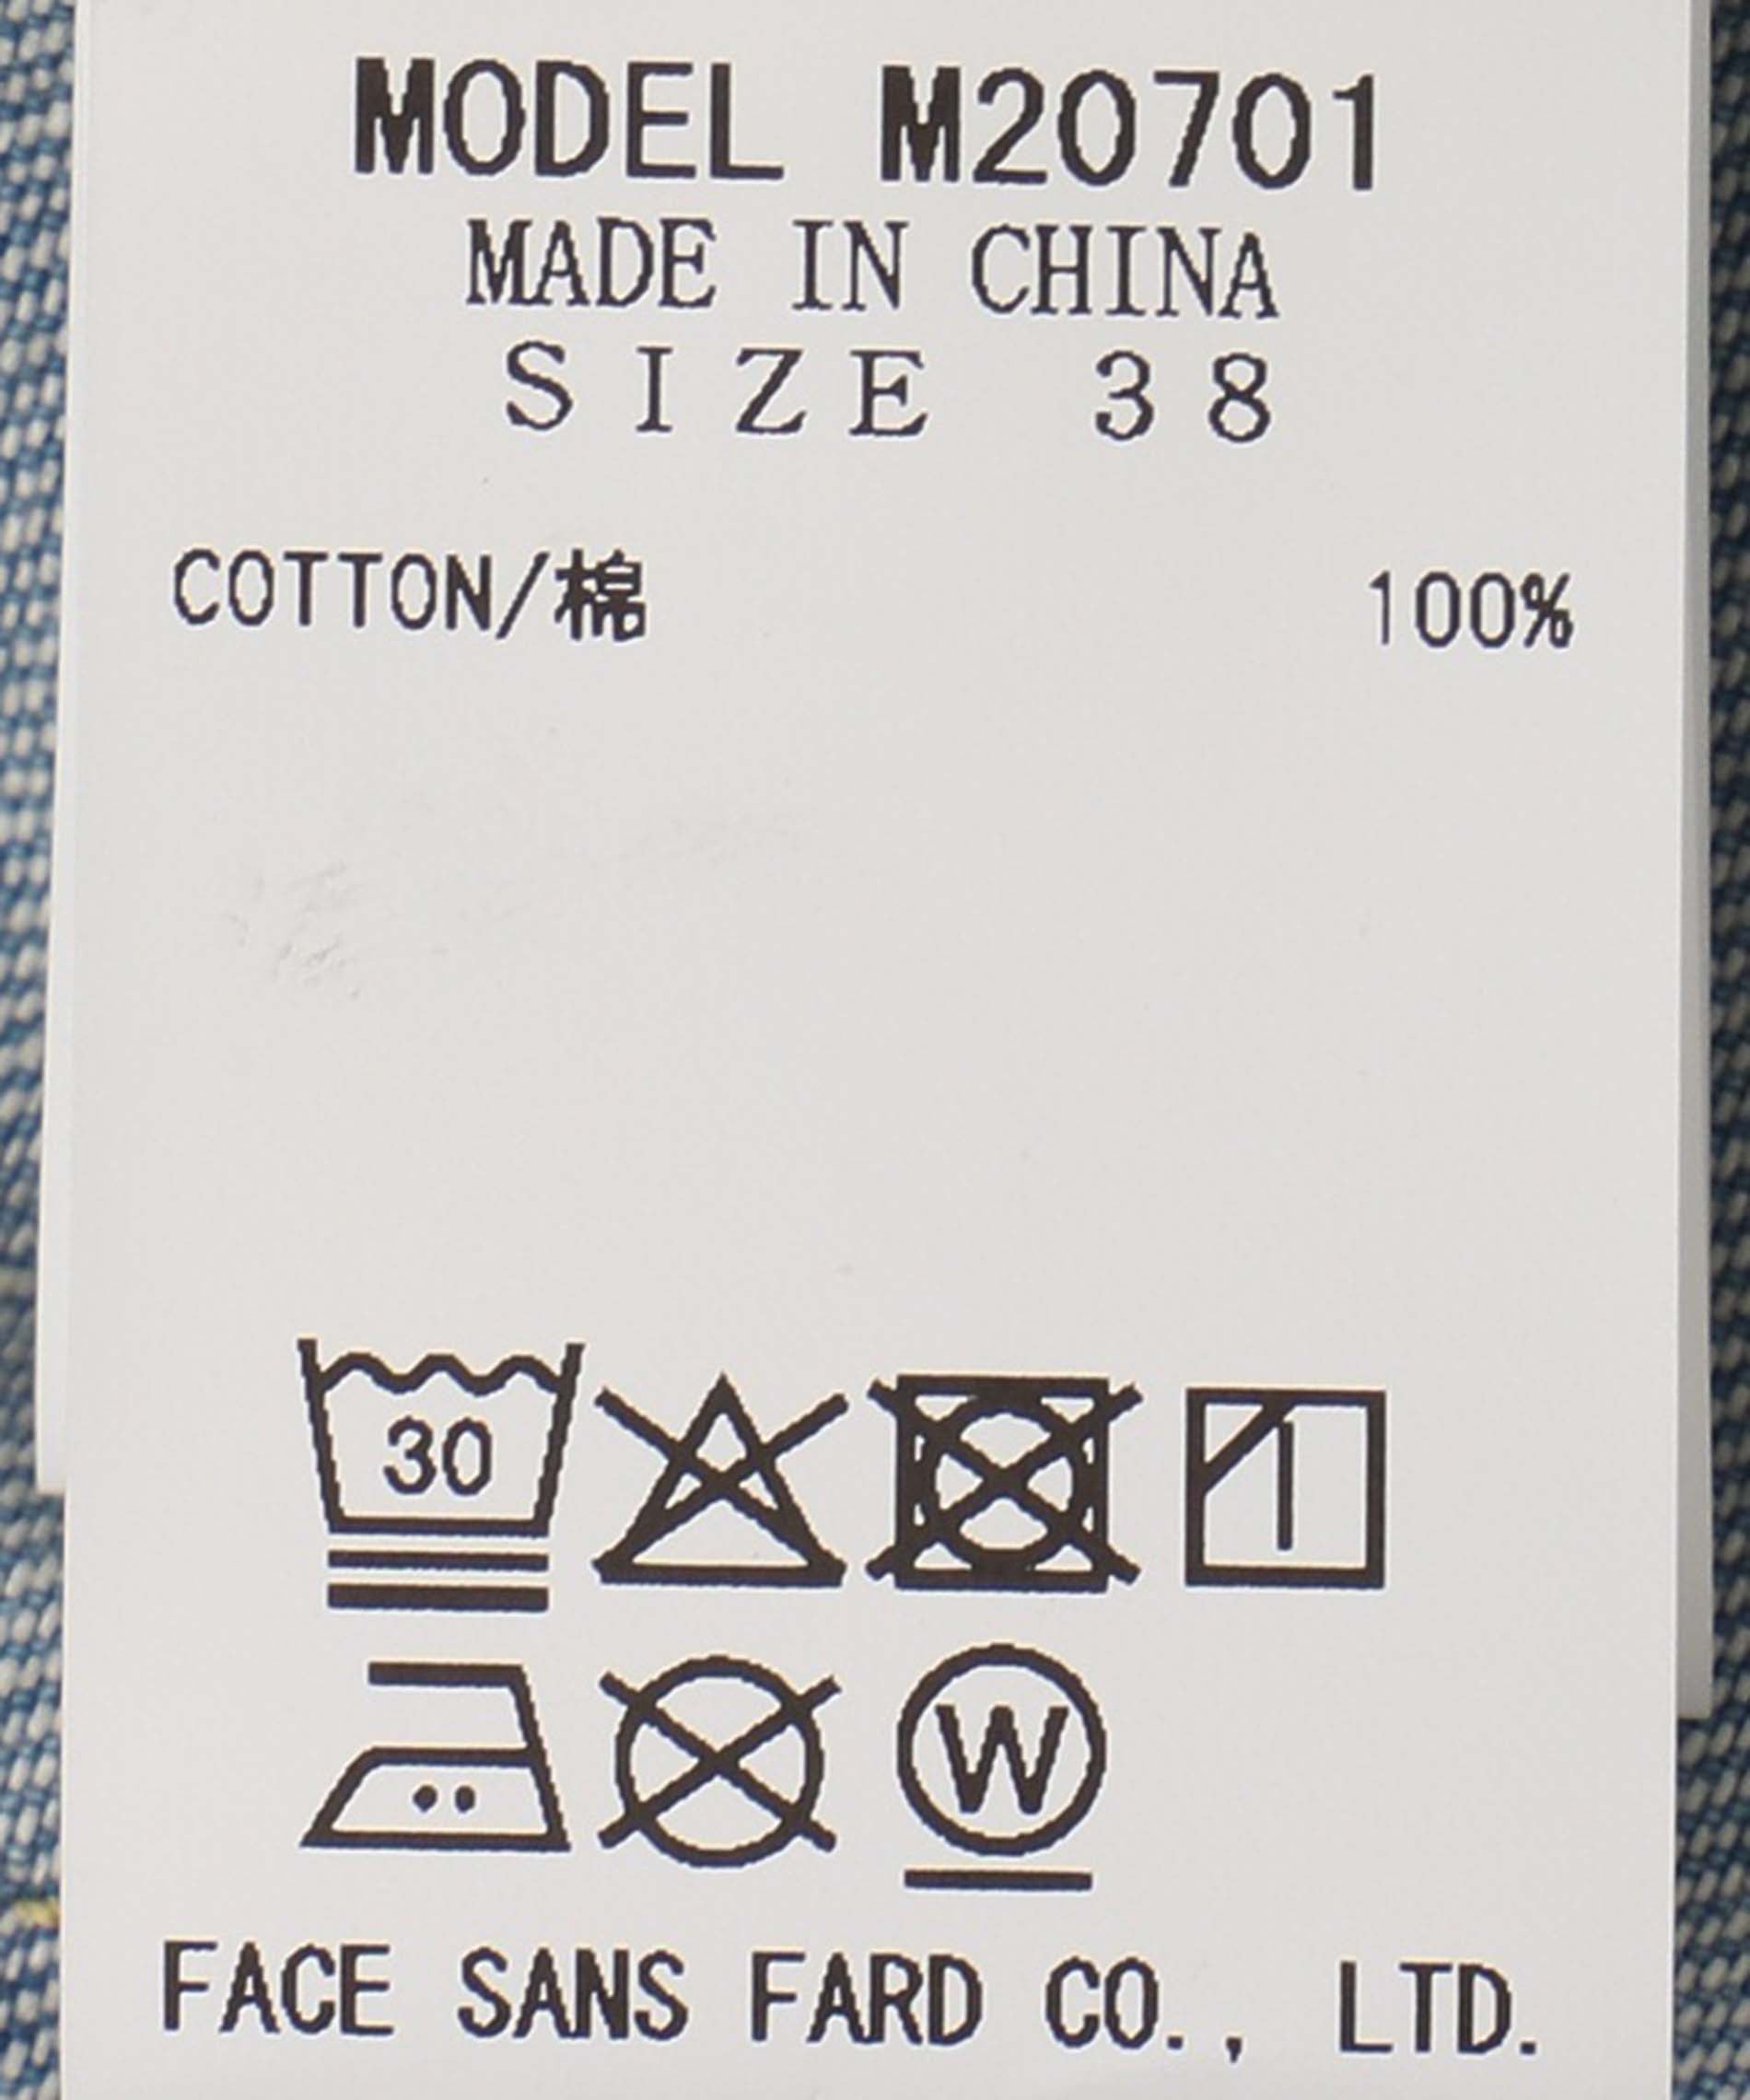 MODEL M20701
MADE IN CHINA
SIZE 38
COTTON/棉 100%
30
W
FACE SANS FARD CO., LTD.